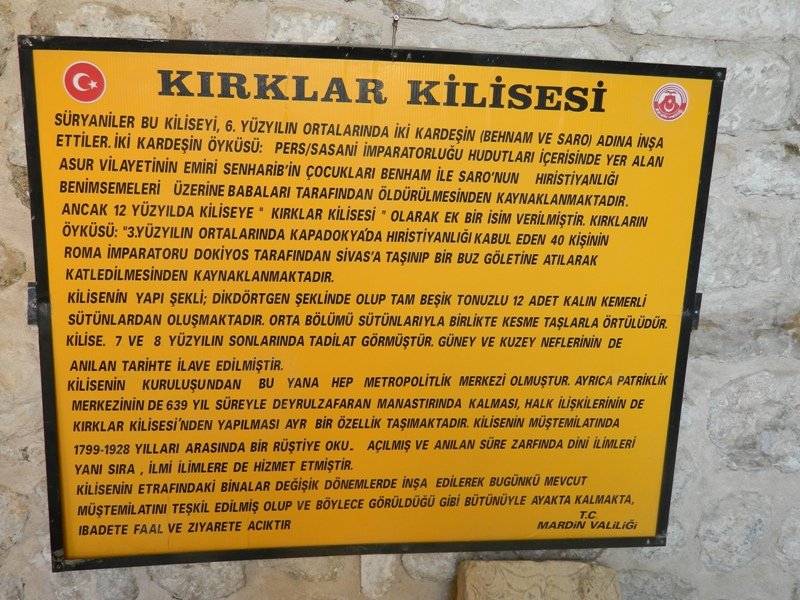 KIRKLAR KİLİSESİ
SÜRYANİLER BU KİLİSEYİ, 6. YÜZYILIN ORTALARINDA İKİ KARDEŞİN (BEHNAM VE SARO) ADINA İNŞA
ETTİLER. İKİ KARDEŞİN ÖYKÜSÜ: PERS/SASANİ İMPARATORLUĞU HUDUTLARI İÇERİSİNDE YER ALAN
ASUR VİLAYETİNİN EMİRİ SENHARİB'İN ÇOCUKLARI BENHAM İLE SARO'NUN HIRİSTİYANLIĞI
BENİMSEMELERİ ÜZERİNE BABALARI TARAFINDAN ÖLDÜRÜLMESİNDEN KAYNAKLANMAKTADIR.
ANCAK 12 YÜZYILDA KİLİSEYE " KIRKLAR KİLİSESİ " OLARAK EK BİR İSİM VERİLMİŞTİR. KIRKLARIN
ÖYKÜSÜ: "3.YÜZYILIN ORTALARINDA KAPADOKYA'DA HIRİSTİYANLIĞI KABUL EDEN 40 KİŞİNİN
ROMA İMPARATORU DOKİYOS TARAFINDAN SİVAS'A TAŞINIP BİR BUZ GÖLETİNE ATILARAK
KATLEDİLMESİNDEN KAYNAKLANMAKTADIR.
KİLİSENİN YAPI ŞEKLİ; DİKDÖRTGEN ŞEKLİNDE OLUP TAM BEŞİK TONUZLU 12 ADET KALIN KEMERLİ
SÜTUNLARDAN OLUŞMAKTADIR. ORTA BÖLÜMÜ SÜTUNLARIYLA BİRLİKTE KESME TAŞLARLA ÖRTÜLÜDÜR.
KİLİSE. 7 VE 8 YÜZYILIN SONLARINDA TADİLAT GÖRMÜŞTÜR. GÜNEY VE KUZEY NEFLERİNİN DE
ANILAN TARİHTE İLAVE EDİLMİŞTİR.
KİLİSENİN KURULUŞUNDAN BU YANA HEP METROPOLİTLİK MERKEZİ OLMUŞTUR. AYRICA PATRİKLİK
MERKEZİNİN DE 639 YIL SÜREYLE DEYRULZAFARAN MANASTIRINDA KALMASI, HALK İLİŞKİLERİNİN DE
KIRKLAR KİLİSESİ'NDEN YAPILMASI AYR BİR ÖZELLİK TAŞIMAKTADIR. KİLİSENİN MÜŞTEMİLATINDA
1799-1928 YILLARI ARASINDA BİR RÜŞTİYE OKU.. AÇILMIŞ VE ANILAN SÜRE ZARFINDA DİNİ İLİMLERİ
YANI SIRA , İLMİ İLİMLERE DE HİZMET ETMİŞTİR.
KİLİSENİN ETRAFINDAKİ BİNALAR DEĞİŞİK DÖNEMLERDE İNŞA EDİLEREK BUGÜNKÜ MEVCUT
MÜŞTEMİLATINI TEŞKİL EDİLMİŞ OLUP VE BÖYLECE GÖRÜLDÜĞÜ GİBİ BÜTÜNÜYLE AYAKTA KALMAKTA,
İBADETE FAAL VE ZİYARETE AÇIKTIR
T.C.
MARDİN VALİLİĞİ